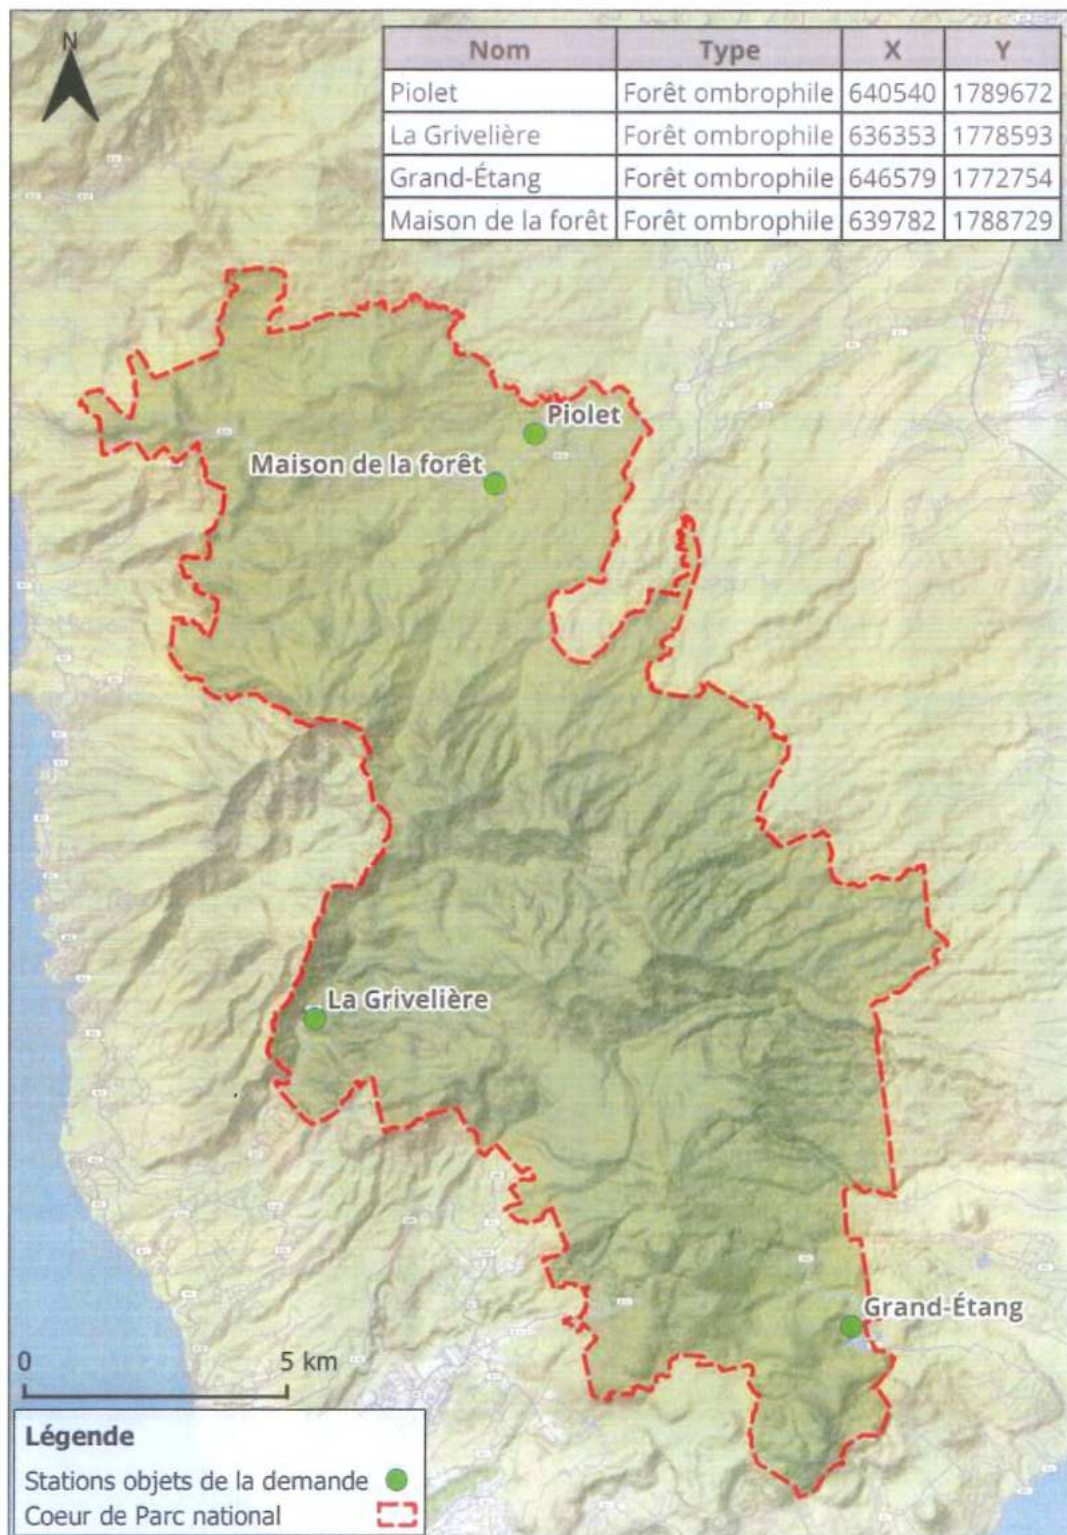 N
Nom Type X Y
Piolet Forêt ombrophile 640540 1789672
La Grivelière Forêt ombrophile 636353 1778593
Grand-Étang Forêt ombrophile 646579 1772754
Maison de la forêt Forêt ombrophile 639782 1788729
Piolet
Maison de la forêt
La Grivelière
Grand-Étang
0 5 km
Légende
Stations objets de la demande
Coeur de Parc national